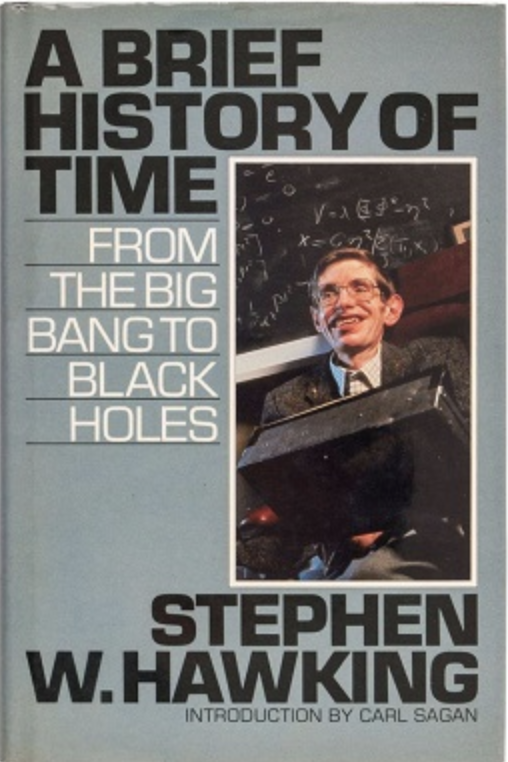 A BRIEF
HISTORY OF
TIME
FROM
THE BIG
BANG TO
BLACK
HOLES
STEPHEN
W. HAWKING
INTRODUCTION BY CARL SAGAN